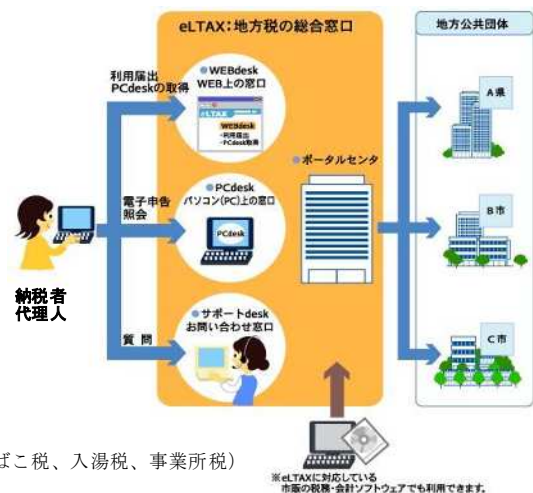 eLTAX:地方税の総合窓口
地方公共団体
利用届出
PCdeskの取得
●WEBdesk
WEB上の窓口
eLTAX
WEBdesk
・利用届出
・PCdesk取得
A県
●ポータルセンタ
電子申告
照会
●PCdesk
パソコン(PC)上の窓口
PCdesk
B市
納税者
代理人
質問
●サポートdesk
お問い合わせ窓口
C市
ばこ税、入湯税、事業所税)
※eLTAXに対応している
市販の税務・会計ソフトウェアでも利用できます。